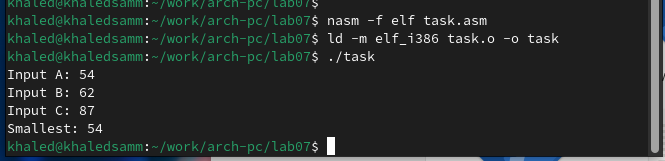 khaled@khaledsamm:~/work/arch-pc/lab07$
khaled@khaledsamm:~/work/arch-pc/lab07$ nasm -f elf task.asm
khaled@khaledsamm:~/work/arch-pc/lab07$ ld -m elf_i386 task.o -o task
khaled@khaledsamm:~/work/arch-pc/lab07$ ./task
Input A: 54
Input B: 62
Input C: 87
Smallest: 54
khaled@khaledsamm:~/work/arch-pc/lab07$